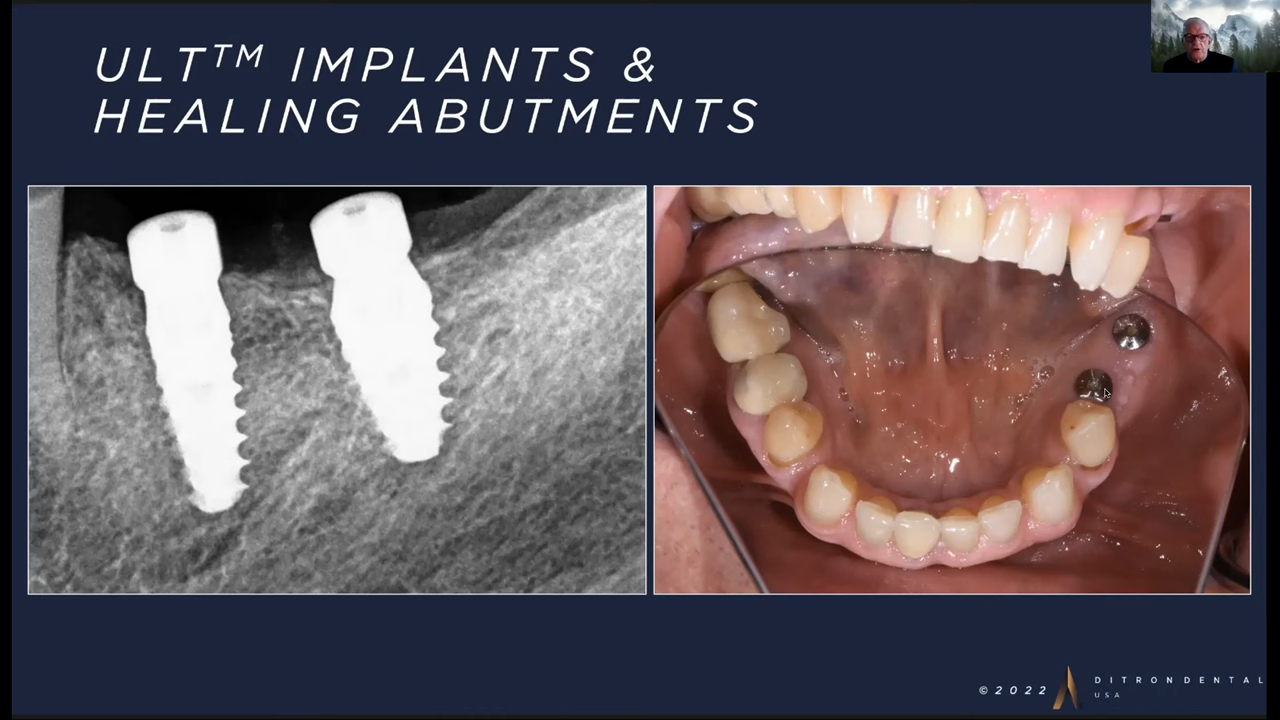 ULT™ IMPLANTS &
HEALING ABUTMENTS
©2022
DITRONDENTAL
USA